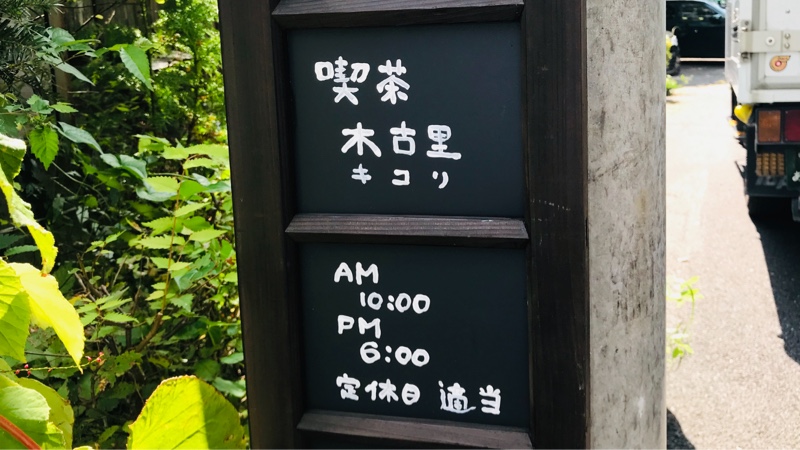 喫茶
木古里
キコリ
AM
10:00
PM
6:00
定休日 適当